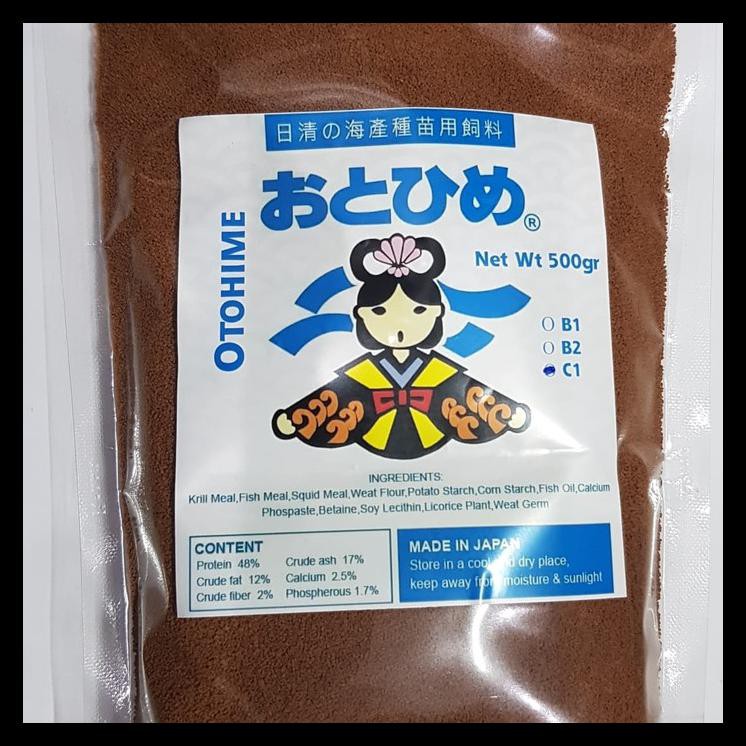 日清の海産種苗用飼料
おとひめ®
OTOHIME
Net Wt 500gr
B1
B2
C1
INGREDIENTS:
Krill Meal,Fish Meal,Squid Meal,Weat Flour,Potato Starch,Corn Starch,Fish Oil,Calcium
Phospaste,Betaine,Soy Lecithin,Licorice Plant,Weat Germ
CONTENT
Protein 48%
Crude fat 12%
Crude fiber 2%
Crude ash 17%
Calcium 2.5%
Phospherous 1.7%
MADE IN JAPAN
Store in a cool and dry place,
keep away from moisture & sunlight